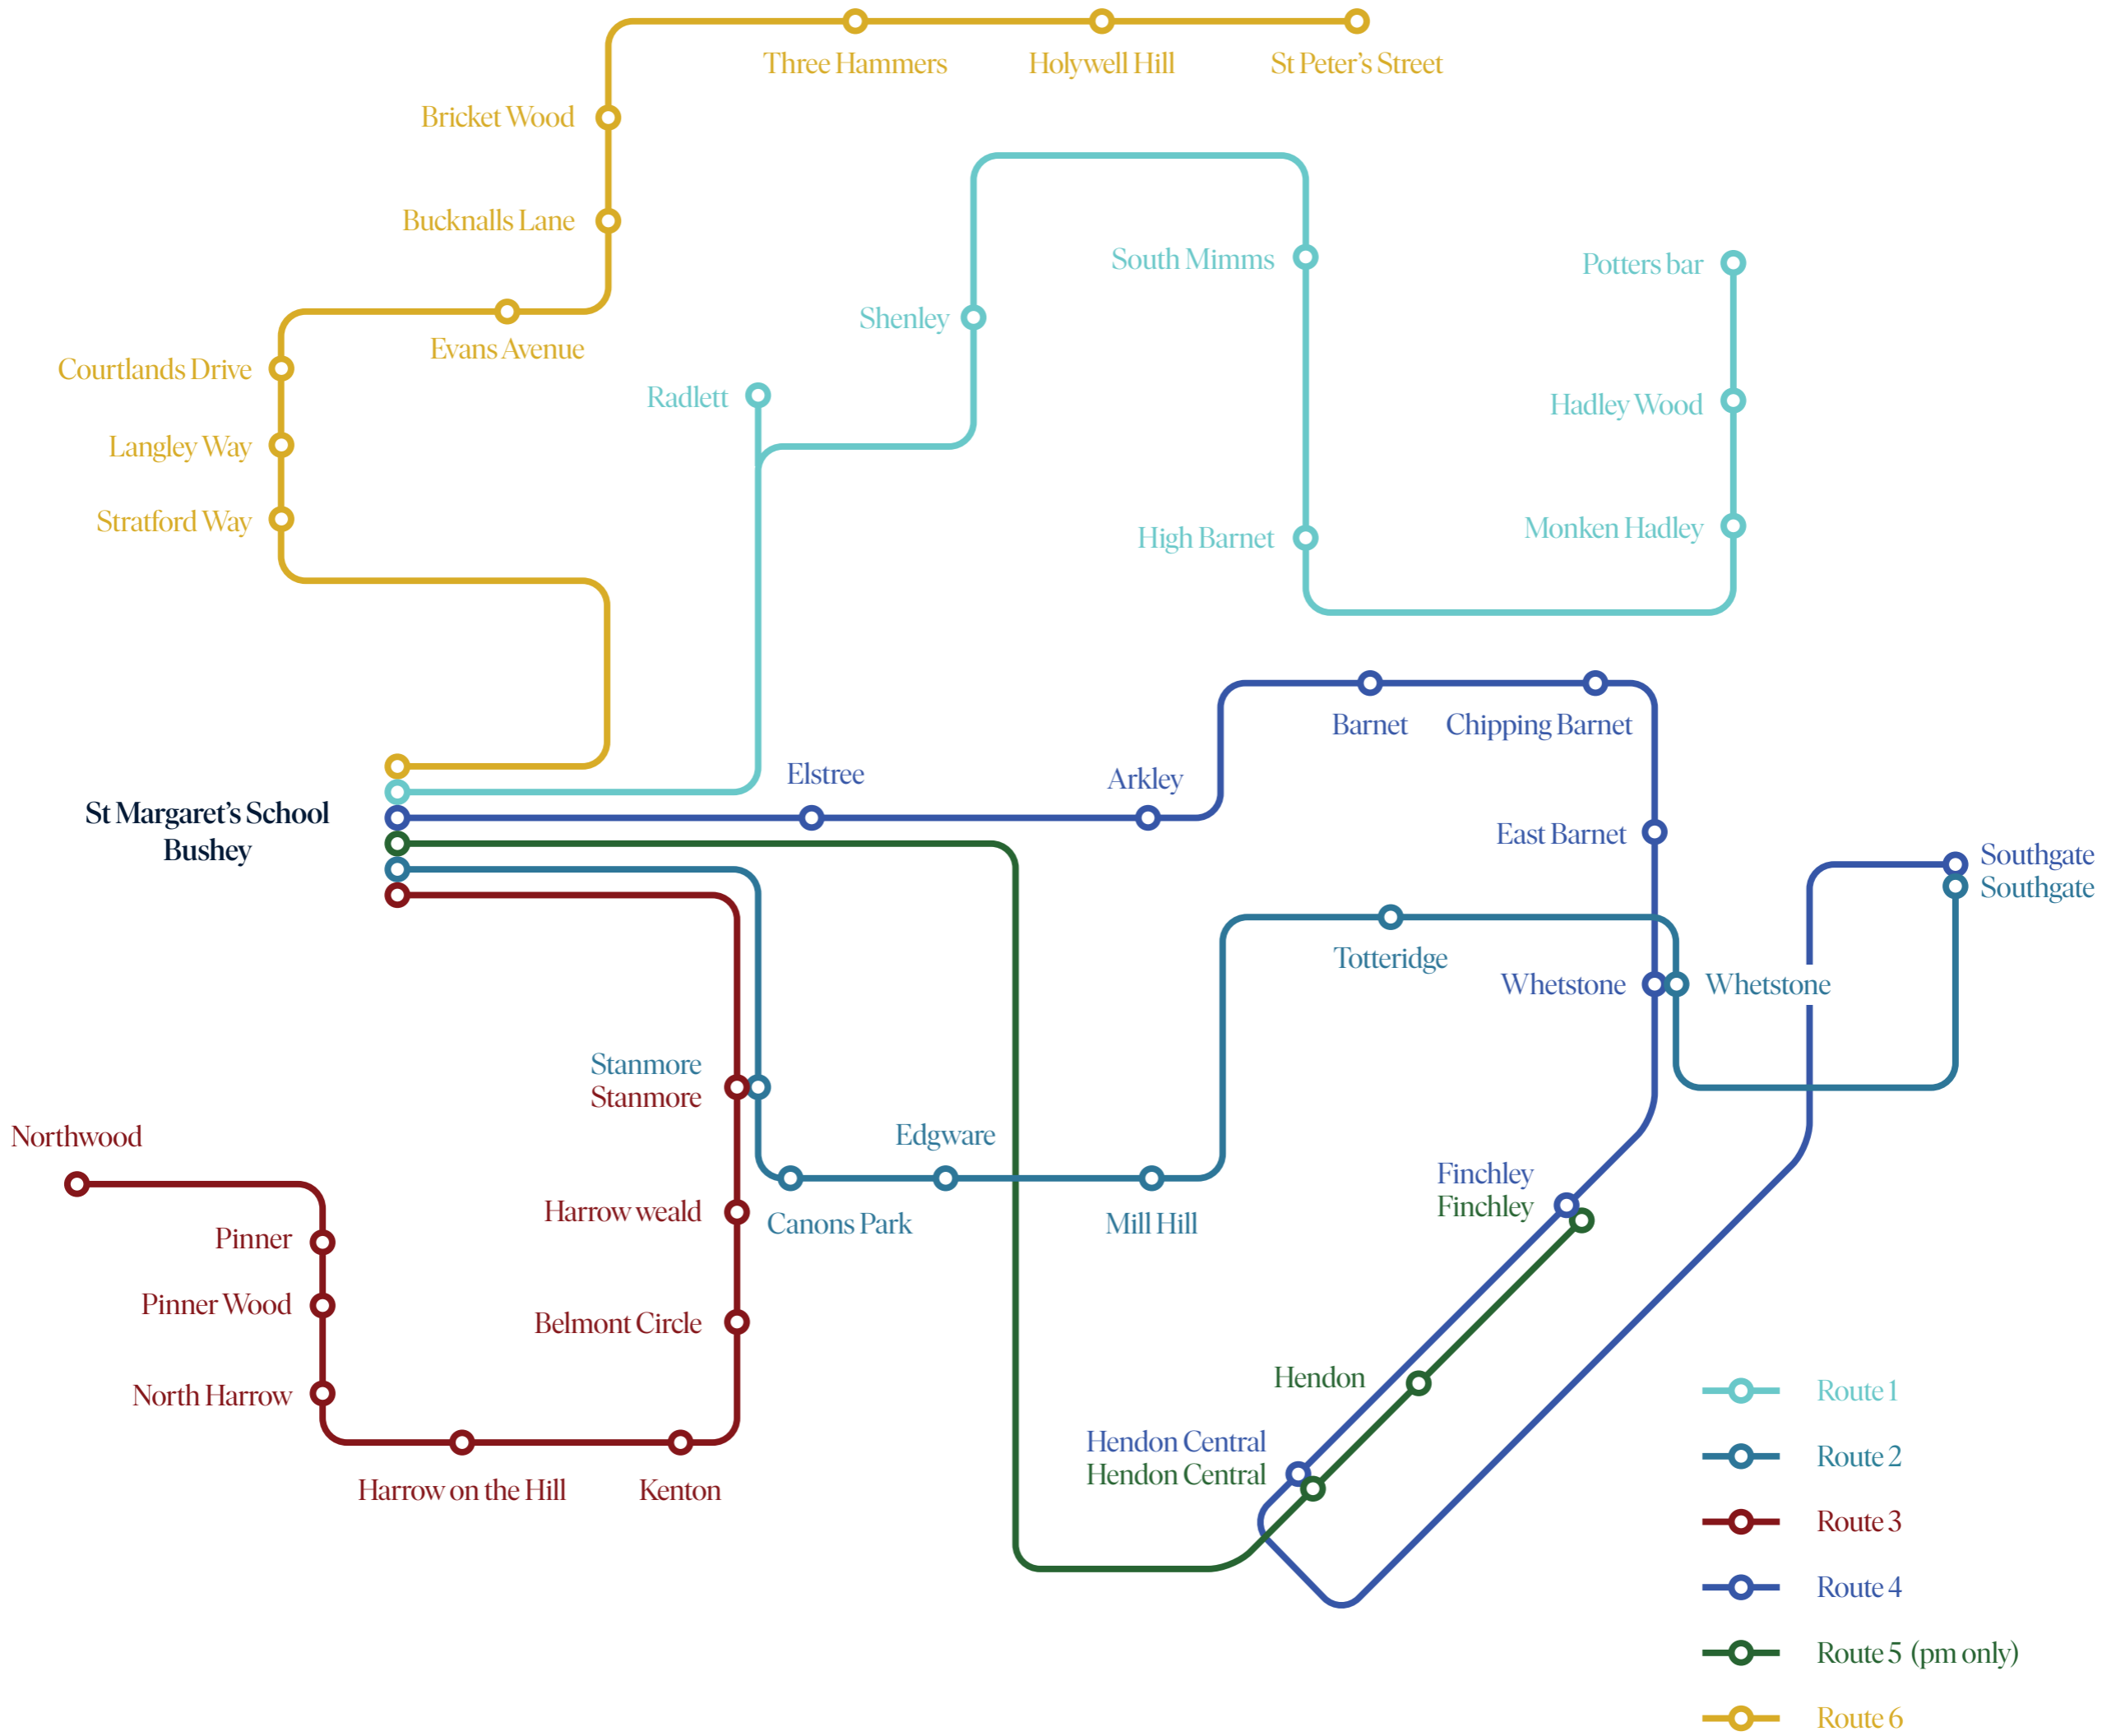 Three Hammers
Holywell Hill
St Peter's Street
Bricket Wood
Bucknalls Lane
South Mimms
Potters bar
Shenley
Evans Avenue
Courtlands Drive
Radlett
Hadley Wood
Langley Way
Stratford Way
Monken Hadley
High Barnet
Barnet
Chipping Barnet
Elstree
Arkley
St Margaret's School
Bushey
East Barnet
Southgate
Southgate
Totteridge
Whetstone
Whetstone
Stanmore
Stanmore
Northwood
Edgware
Finchley
Finchley
Harrow weald
Canons Park
Mill Hill
Pinner
Pinner Wood
Belmont Circle
Hendon
North Harrow
Hendon Central
Hendon Central
Harrow on the Hill
Kenton
Route 1
Route 2
Route 3
Route 4
Route 5 (pm only)
Route 6